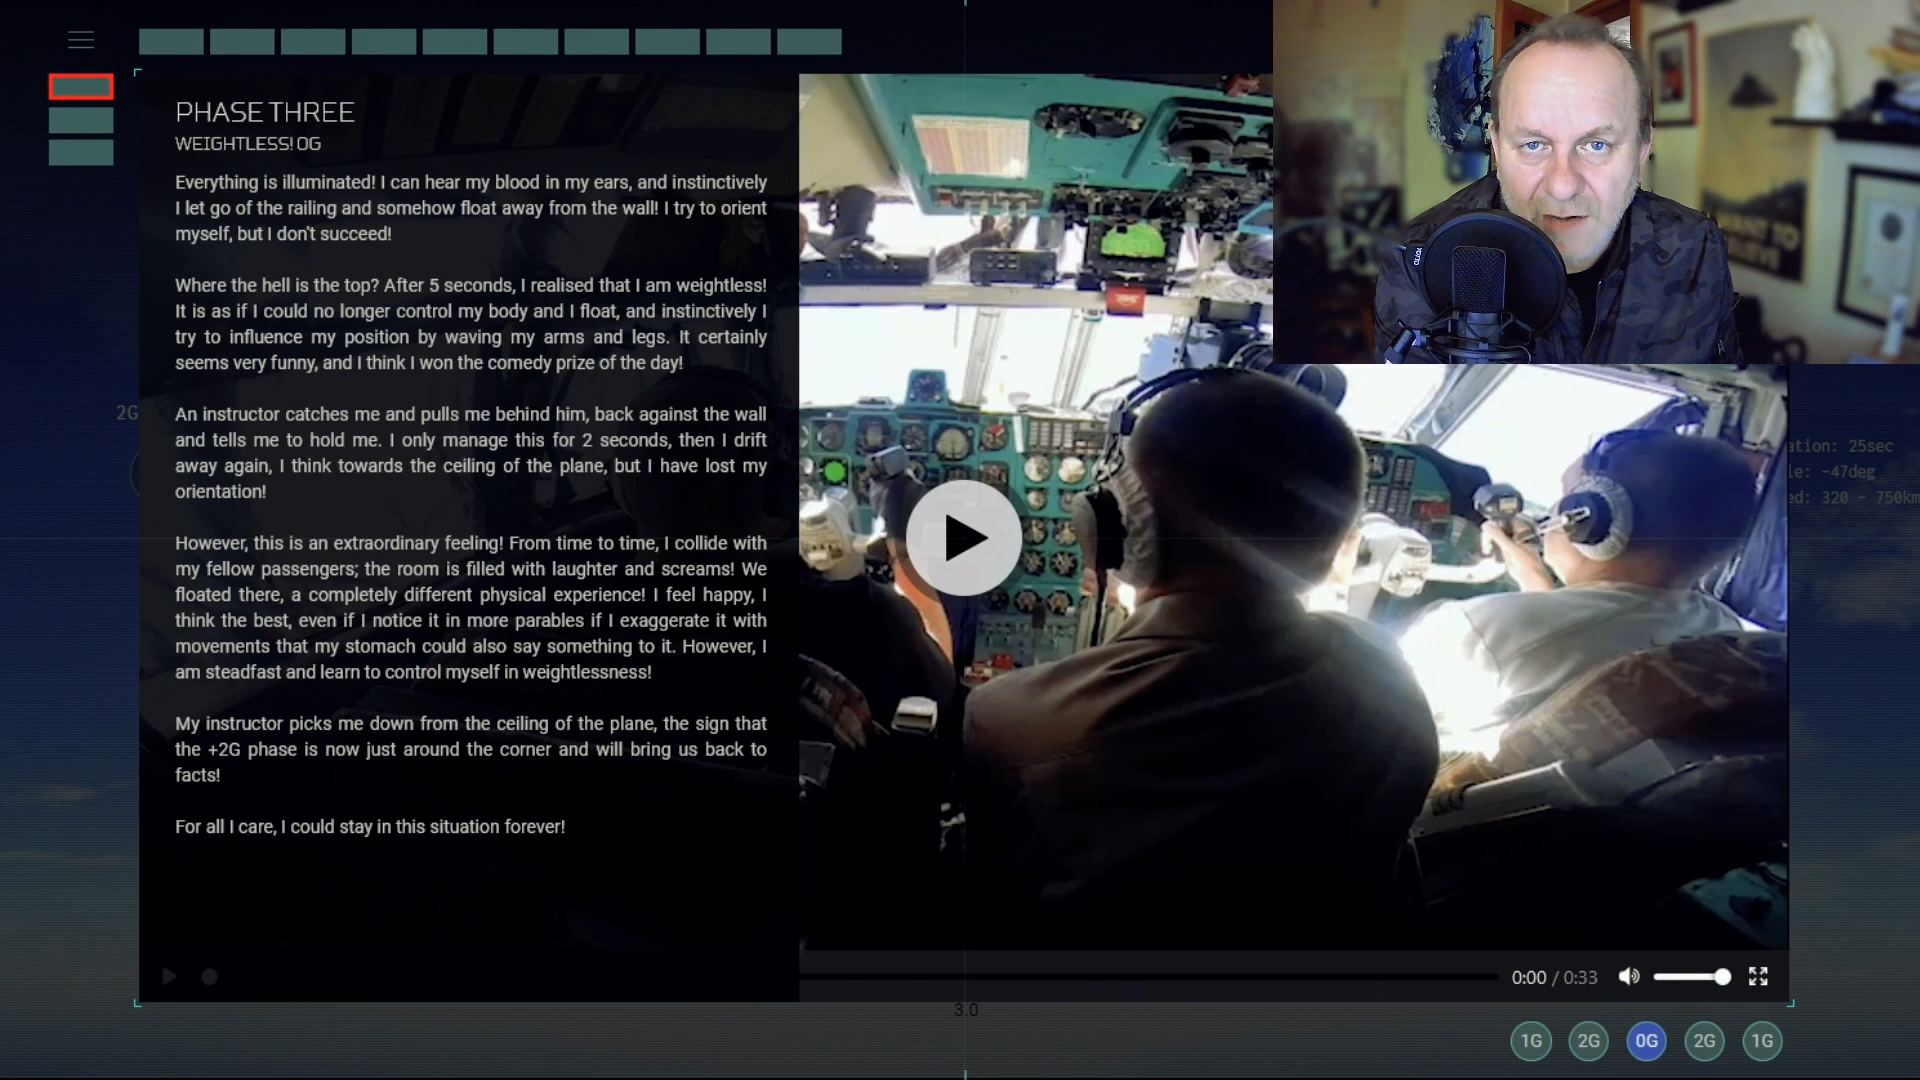 PHASE THREE
WEIGHTLESS! 0G
Everything is illuminated! I can hear my blood in my ears, and instinctively
I let go of the railing and somehow float away from the wall! I try to orient
myself, but I don't succeed!
Where the hell is the top? After 5 seconds, I realised that I am weightless!
It is as if I could no longer control my body and I float, and instinctively I
try to influence my position by waving my arms and legs. It certainly
seems very funny, and I think I won the comedy prize of the day!
An instructor catches me and pulls me behind him, back against the wall
and tells me to hold me. I only manage this for 2 seconds, then I drift
away again, I think towards the ceiling of the plane, but I have lost my
orientation!
However, this is an extraordinary feeling! From time to time, I collide with
my fellow passengers; the room is filled with laughter and screams! We
floated there, a completely different physical experience! I feel happy, I
think the best, even if I notice it in more parables if I exaggerate it with
movements that my stomach could also say something to it. However, I
am steadfast and learn to control myself in weightlessness!
My instructor picks me down from the ceiling of the plane, the sign that
the +2G phase is now just around the corner and will bring us back to
facts!
For all I care, I could stay in this situation forever!
2G
I WANT TO
BELIEVE
ation: 25sec
le: -47deg
ed: 320 - 750km
0:00 / 0:33
3.0
1G 2G 0G 2G 1G